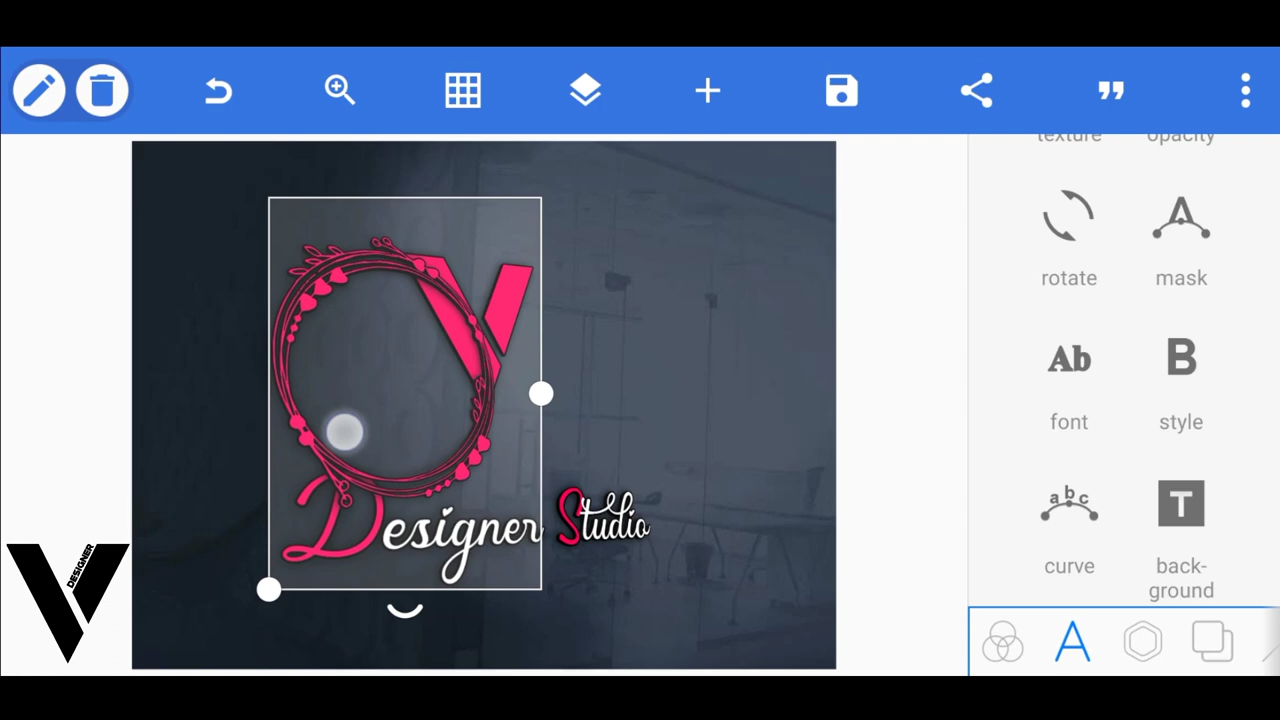 texture opacity
rotate mask
Ab B
font style
abc T
curve back-
ground
A
V
Designer Studio
V
DESIGNER